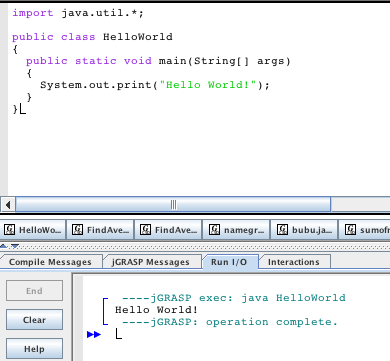 import java.util.*;
public class HelloWorld
{
public static void main(String[] args)
{
System.out.print("Hello World!");
}
}
HelloWo... FindAve... FindAve... namegr... bubu.ja... sumofn
Compile Messages jGRASP Messages Run I/O Interactions
End
Clear
Help
----jGRASP exec: java HelloWorld
Hello World!
----jGRASP: operation complete.